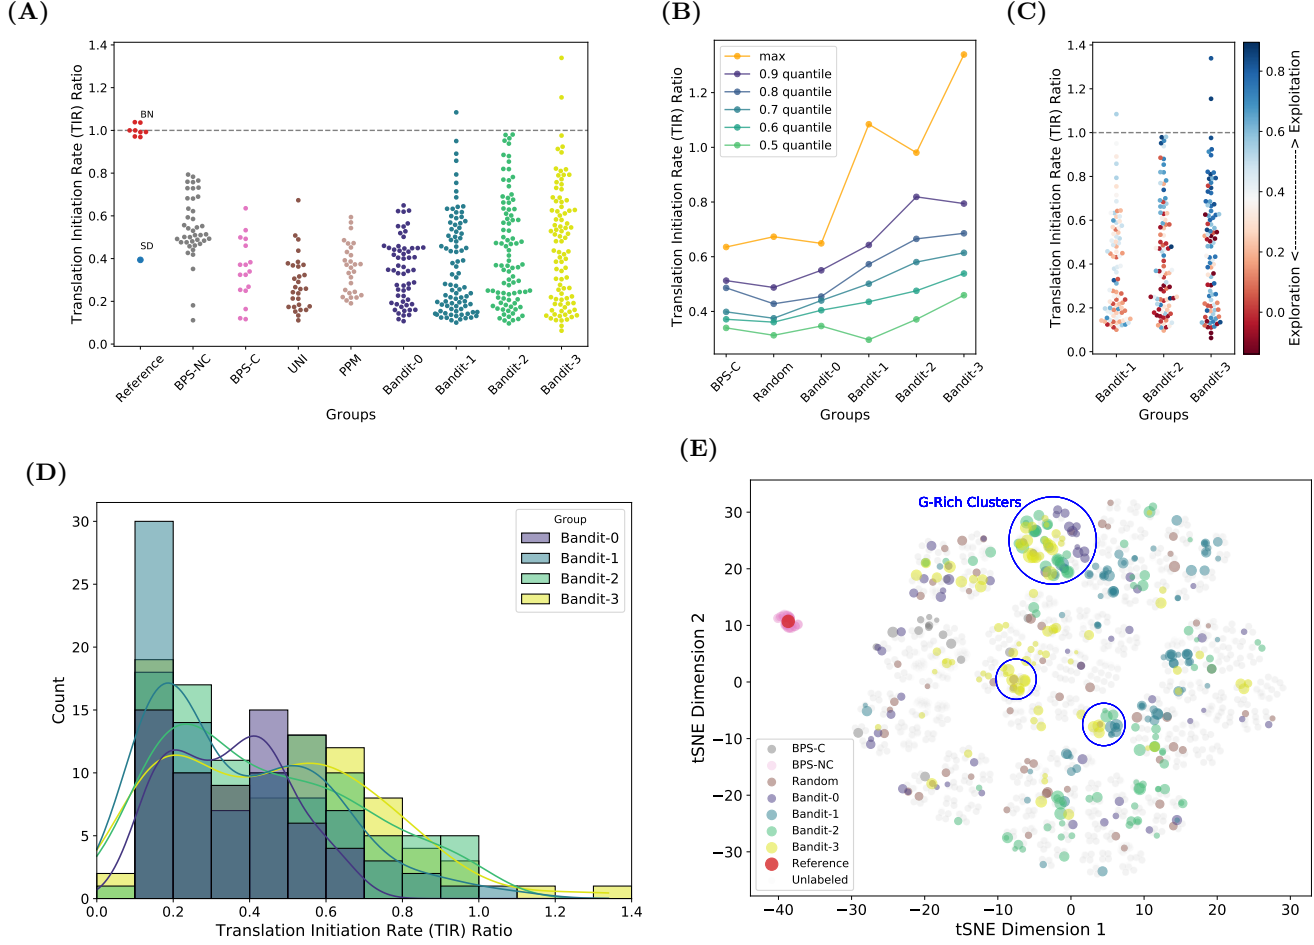 (A)
Translation Initiation Rate (TIR) Ratio
1.4
1.2
1.0
0.8
0.6
0.4
0.2
0.0
BN
SD
Reference
BPS-NC
BPS-C
UNI
PPM
Bandit-0
Bandit-1
Bandit-2
Bandit-3
Groups
(B)
Translation Initiation Rate (TIR) Ratio
1.2
1.0
0.8
0.6
0.4
max
0.9 quantile
0.8 quantile
0.7 quantile
0.6 quantile
0.5 quantile
BPS-C
Random
Bandit-0
Bandit-1
Bandit-2
Bandit-3
Groups
(C)
Translation Initiation Rate (TIR) Ratio
1.4
1.2
1.0
0.8
0.6
0.4
0.2
0.0
Bandit-1
Bandit-2
Bandit-3
Groups
0.8
0.6
0.4
0.2
0.0
Exploration <---------------> Exploitation
(D)
Count
30
25
20
15
10
5
0
0.0
0.2
0.4
0.6
0.8
1.0
1.2
1.4
Translation Initiation Rate (TIR) Ratio
Group
Bandit-0
Bandit-1
Bandit-2
Bandit-3
(E)
tSNE Dimension 2
30
20
10
0
−10
−20
−30
G-Rich Clusters
BPS-C
BPS-NC
Random
Bandit-0
Bandit-1
Bandit-2
Bandit-3
Reference
Unlabeled
−40
−30
−20
−10
0
10
20
30
tSNE Dimension 1